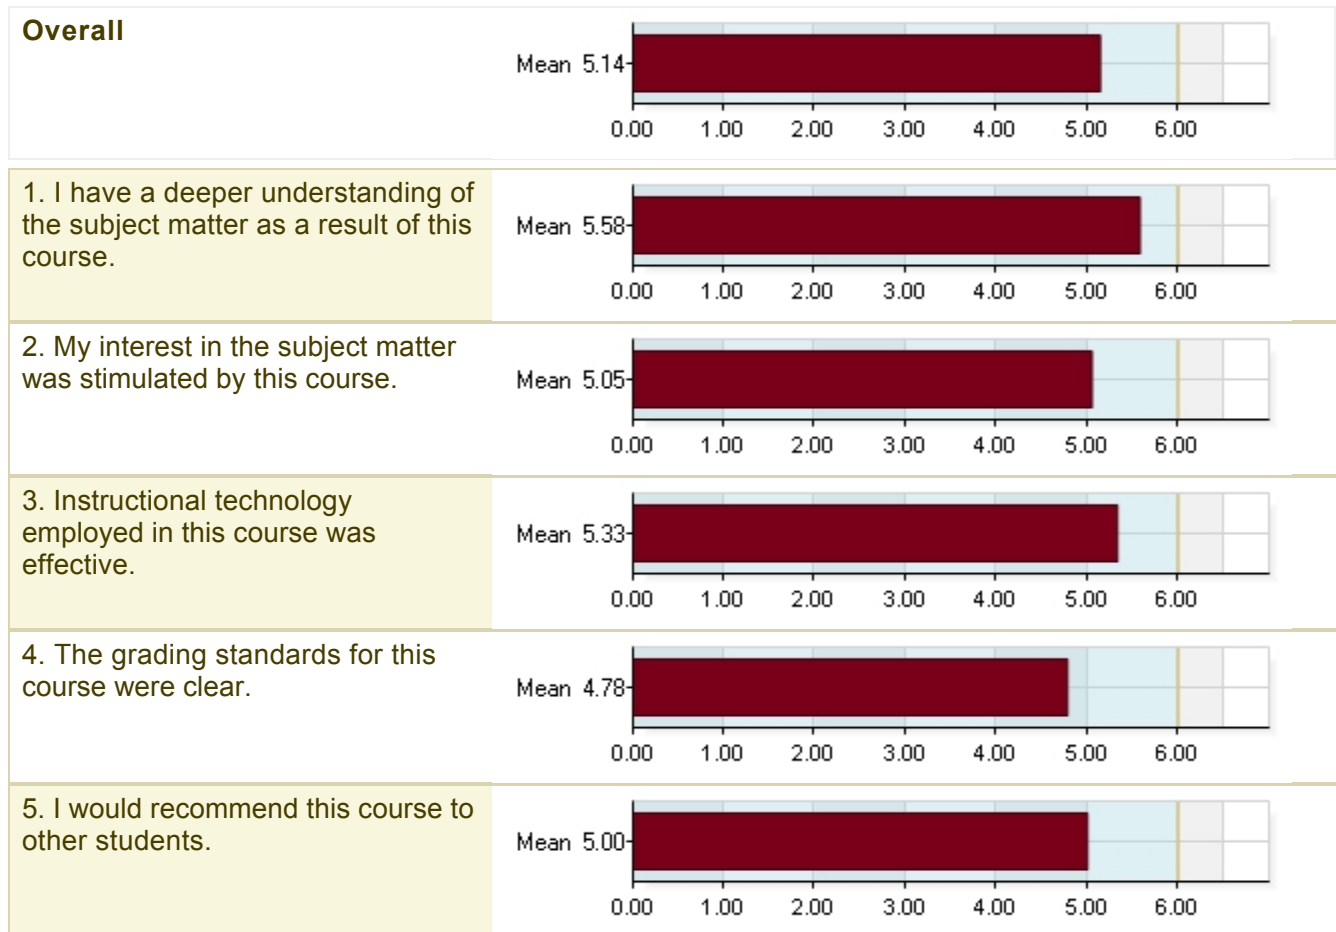 Overall
Mean 5.14
0.00 1.00 2.00 3.00 4.00 5.00 6.00
1. I have a deeper understanding of
the subject matter as a result of this
course.
Mean 5.58
0.00 1.00 2.00 3.00 4.00 5.00 6.00
2. My interest in the subject matter
was stimulated by this course.
Mean 5.05
0.00 1.00 2.00 3.00 4.00 5.00 6.00
3. Instructional technology
employed in this course was
effective.
Mean 5.33
0.00 1.00 2.00 3.00 4.00 5.00 6.00
4. The grading standards for this
course were clear.
Mean 4.78
0.00 1.00 2.00 3.00 4.00 5.00 6.00
5. I would recommend this course to
other students.
Mean 5.00
0.00 1.00 2.00 3.00 4.00 5.00 6.00